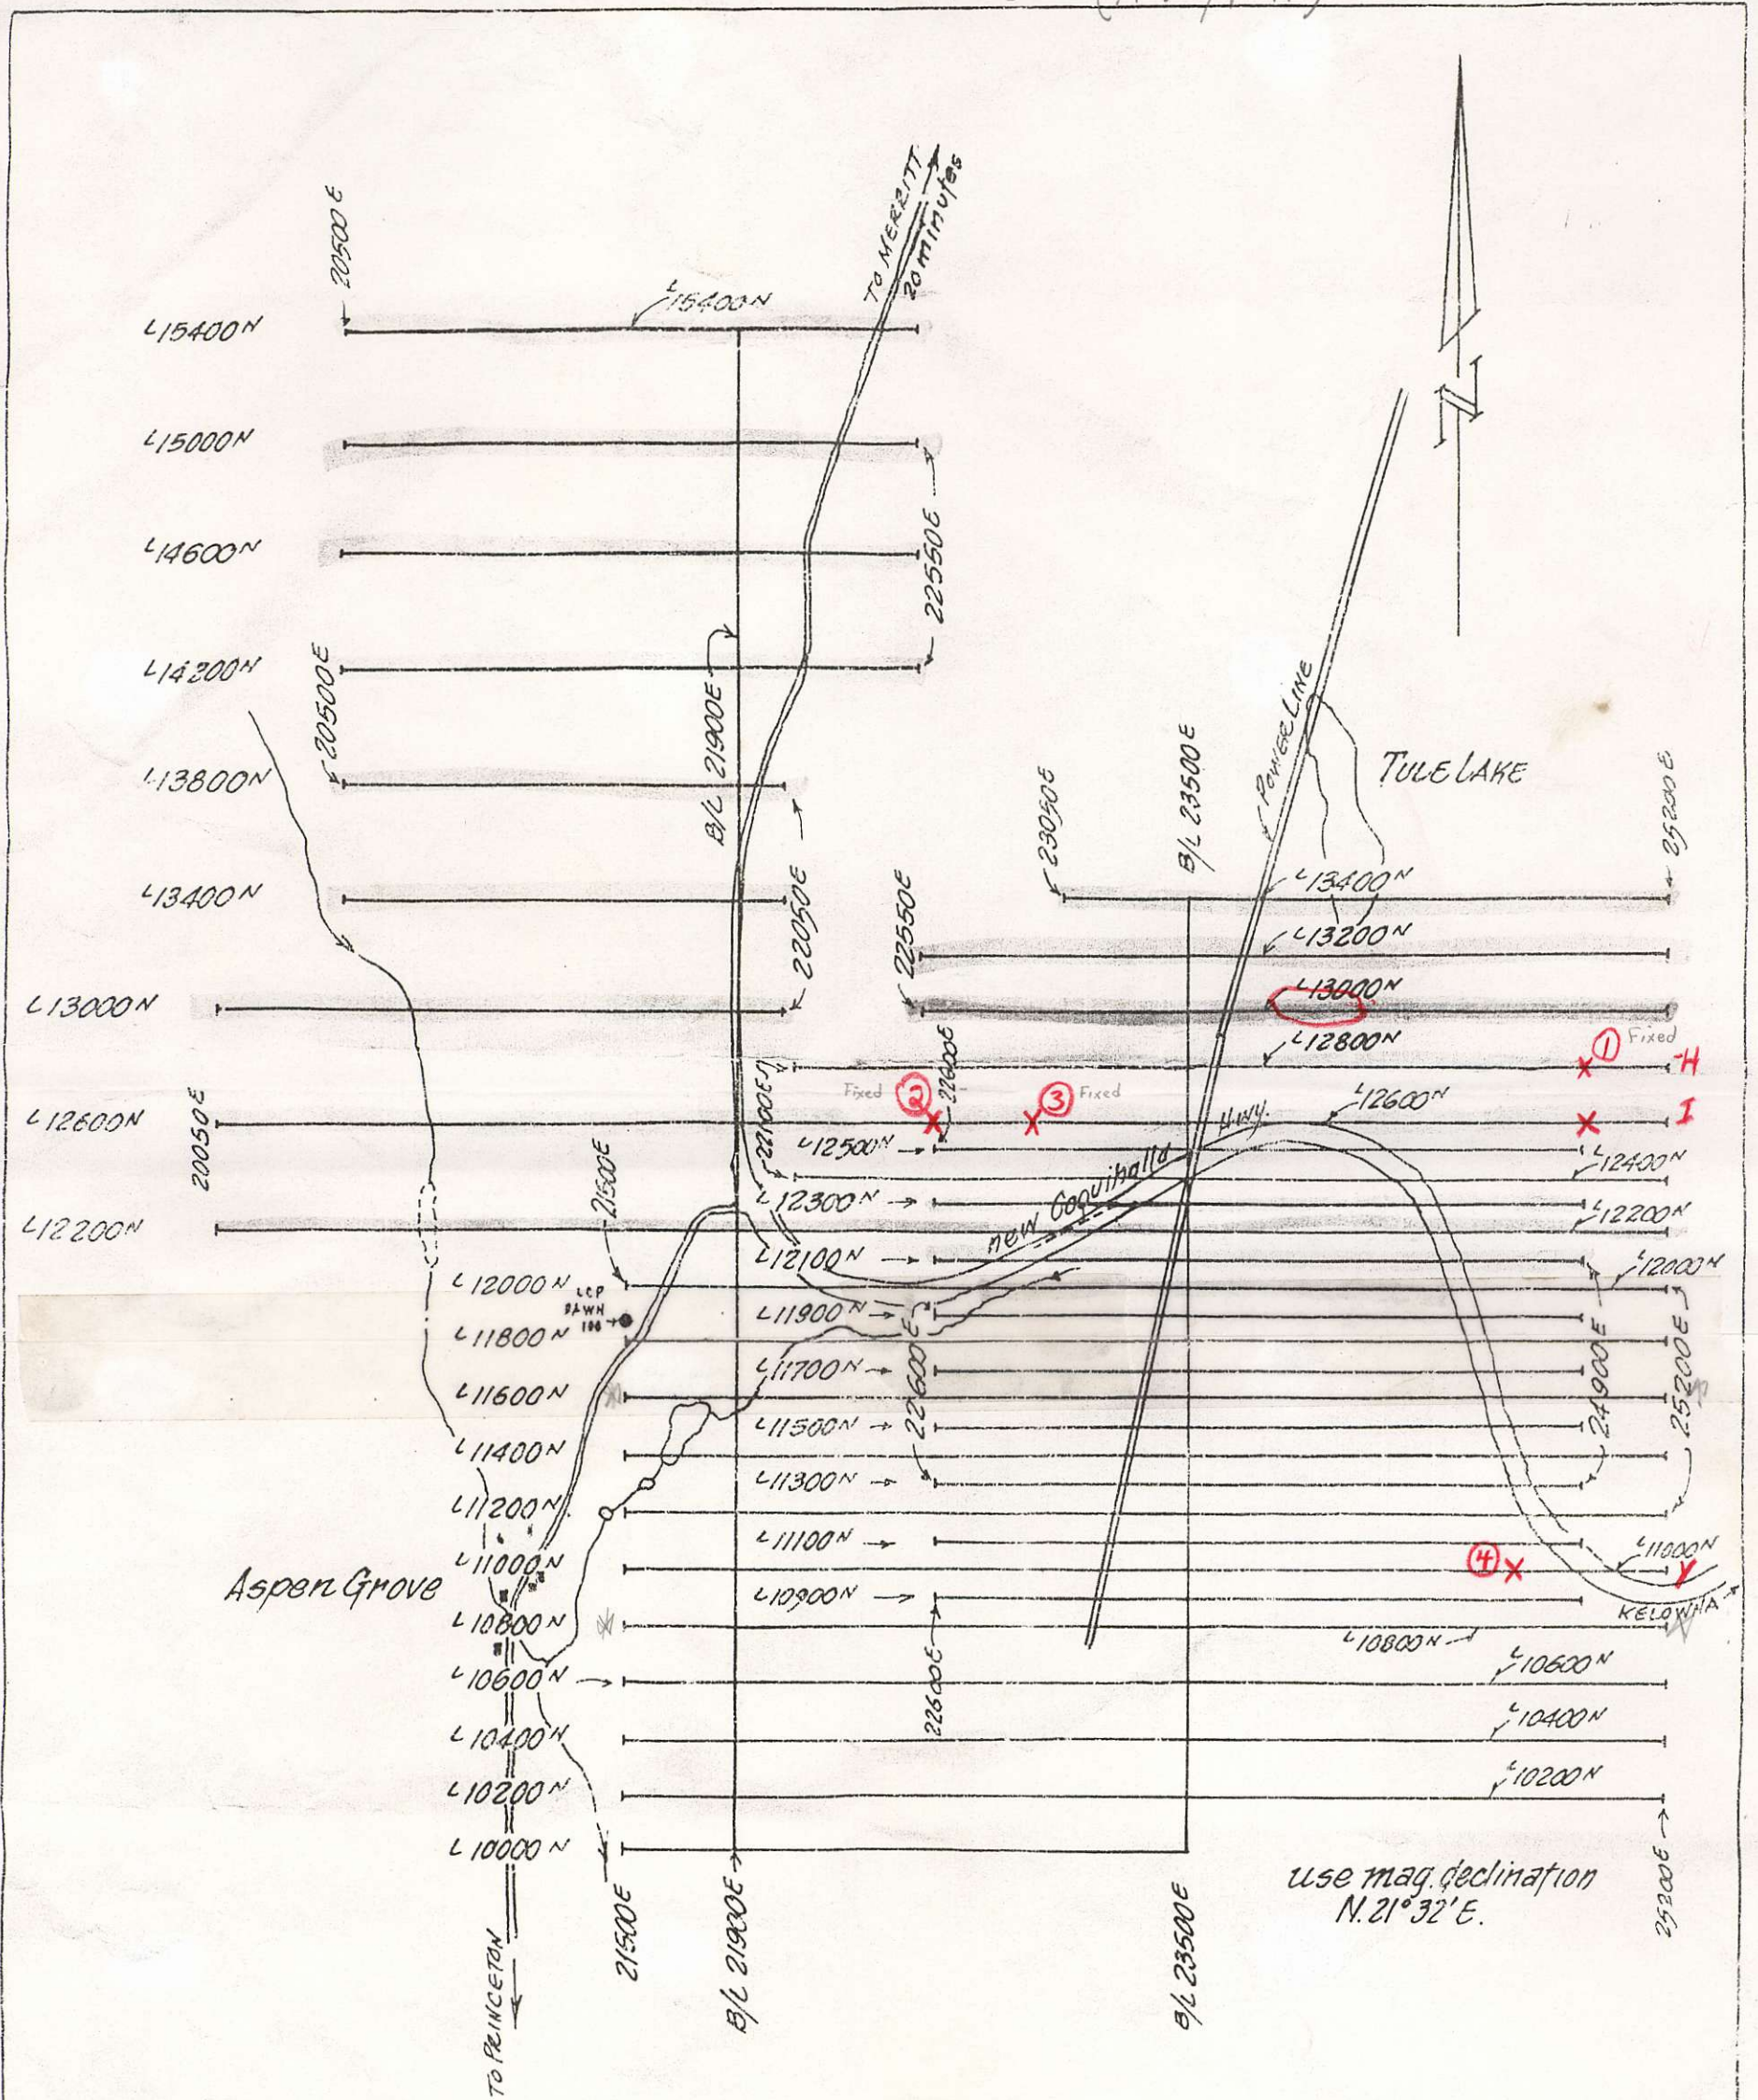 20500E
TO MERRITT
20 minutes
L15400N
L15400N
L15000N
22550E
L14600N
L14200N
20500E
B/L 21900E
L13800N
POWER LINE
TULE LAKE
23050E
B/L 23500E
25200E
L13400N
22050E
22550E
L13400N
L13200N
L13000N
L13000N
L12800N
1 Fixed
-H
22600E
22100E
Fixed 2
3 Fixed
L12600N
20050E
L12600N
I
Hwy.
L12500N
21500E
L12400N
new Coquihalla
L12300N
L12200N
L12200N
L12100N
L12000N
L12000N
LCP
DAWN
100
L11900N
L11800N
22600E
24900E
25200E
L11700N
L11600N
L11500N
L11400N
L11300N
L11200N
L11100N
L11000N
4
L11000N
Y
Aspen Grove
L10900N
KELOWNA
L10800N
L10800N
22600E
L10600N
L10600N
L10400N
L10400N
L10200N
L10200N
L10000N
use mag. declination
N. 21°32' E.
21500E
B/L 21900E
B/L 23500E
25200E
TO PRINCETON
N